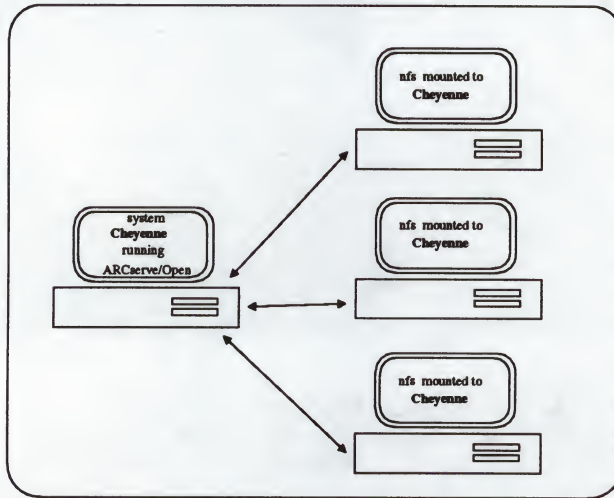 nfs mounted to
Cheyenne
system
Cheyenne
running
ARCserve/Open
nfs mounted to
Cheyenne
nfs mounted to
Cheyenne